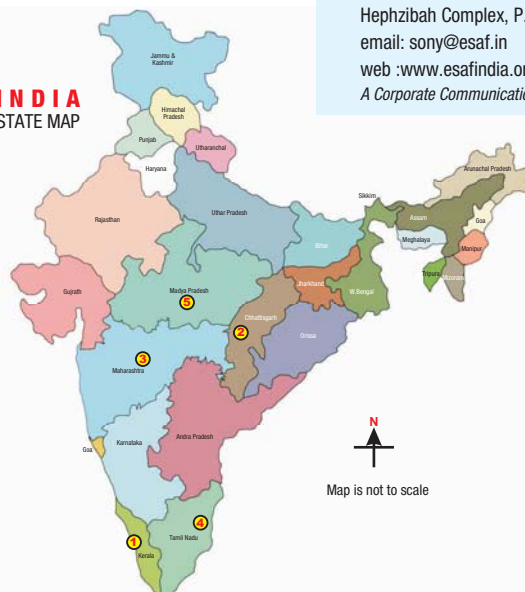 Hephzibah Complex, P.
email: sony@esaf.in
web :www.esafindia.or
A Corporate Communicatio
INDIA
STATE MAP
Jammu &
Kashmir
Himachal
Pradesh
Punjab
Utharanchal
Haryana
Rajasthan
Uthar Pradesh
Sikkim
Arunachal Pradesh
Assam
Goa
Meghalaya
Manipur
Tripura
Mizoram
Bihar
Jharkhand
W.Bengal
Gujrath
Madya Pradesh
5
Chhattisgarh
2
Orissa
3
Maharashtra
Goa
Karnataka
Andra Pradesh
N
Map is not to scale
4
Tamil Nadu
1
Kerala